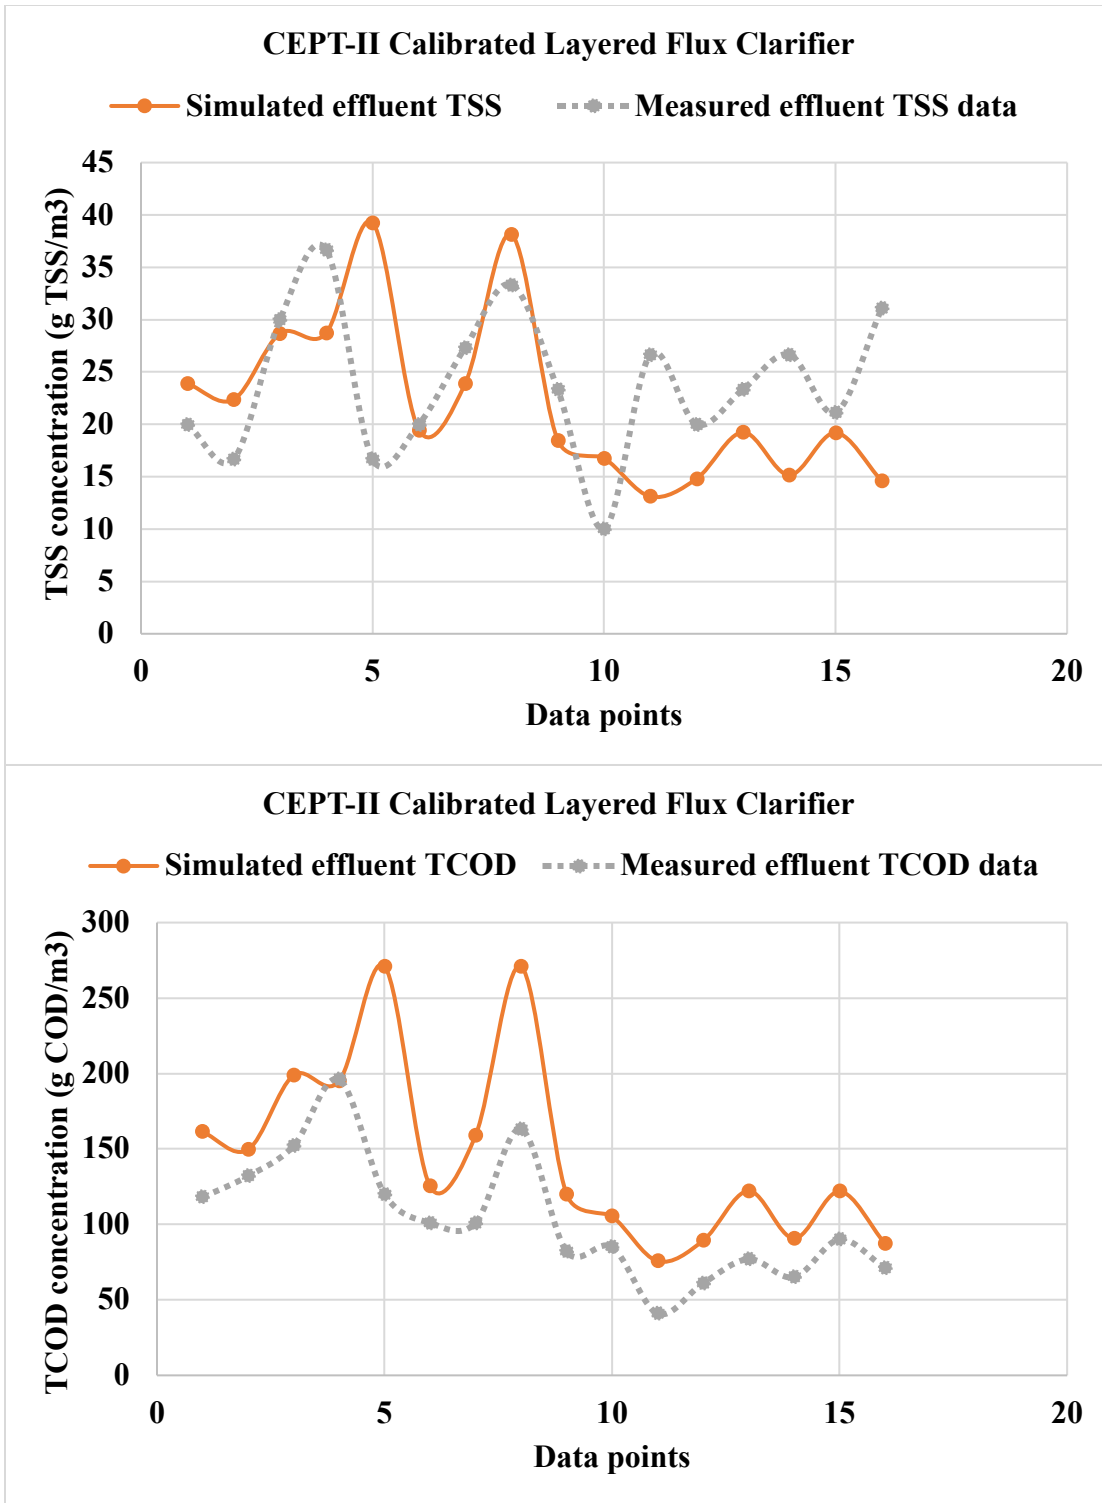 CEPT-II Calibrated Layered Flux Clarifier
Simulated effluent TSS
Measured effluent TSS data
TSS concentration (g TSS/m3)
45
40
35
30
25
20
15
10
5
0
0 5 10 15 20
Data points
CEPT-II Calibrated Layered Flux Clarifier
Simulated effluent TCOD
Measured effluent TCOD data
TCOD concentration (g COD/m3)
300
250
200
150
100
50
0
0 5 10 15 20
Data points